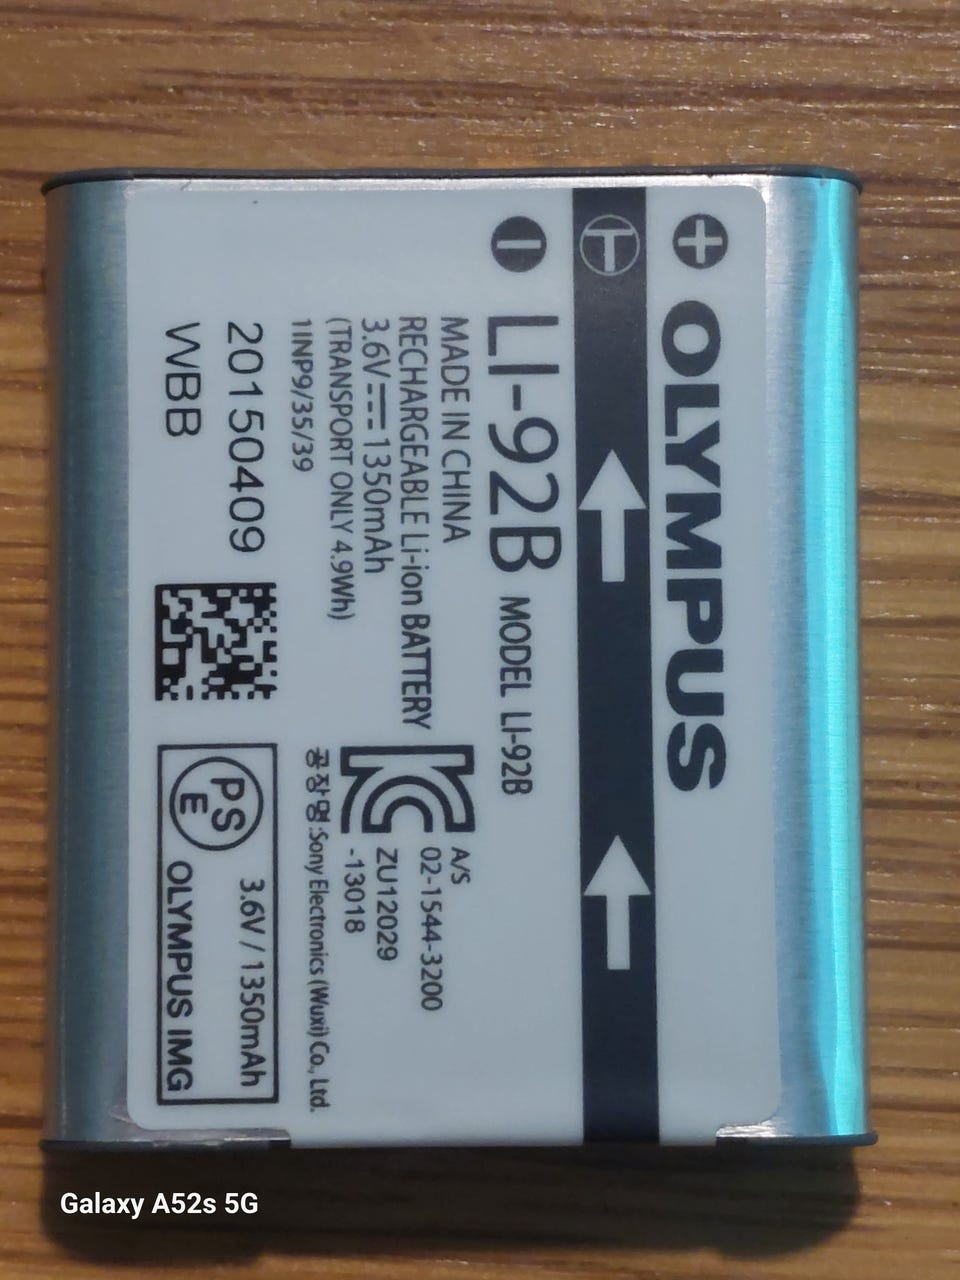 + OLYMPUS
T
− LI-92B MODEL LI-92B
MADE IN CHINA
RECHARGEABLE Li-ion BATTERY
3.6V⎓1350mAh
(TRANSPORT ONLY 4.9Wh)
1INP9/35/39
A/S
02-1544-3200
ZU12029
-13018
공장명:Sony Electronics (Wuxi) Co., Ltd.
20150409
WBB
PS
E
3.6V / 1350mAh
OLYMPUS IMG
Galaxy A52s 5G